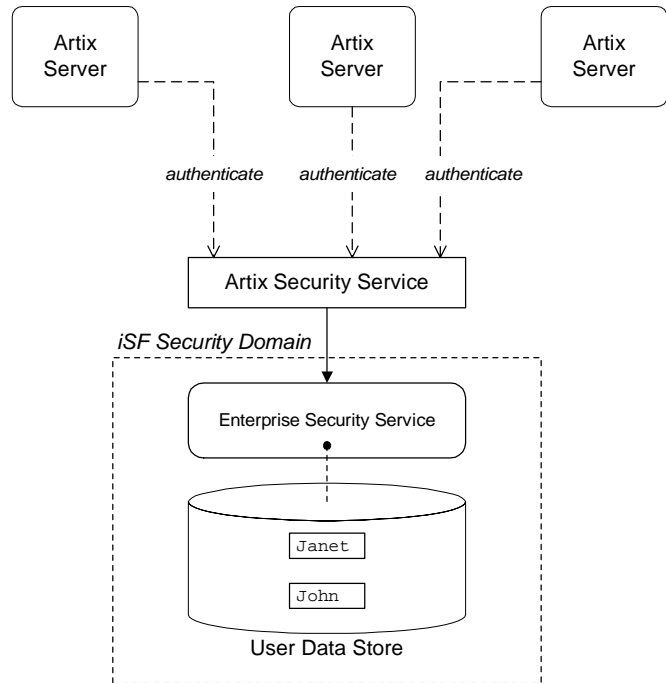 Artix
Server
Artix
Server
Artix
Server
authenticate
authenticate
authenticate
Artix Security Service
iSF Security Domain
Enterprise Security Service
Janet
John
User Data Store